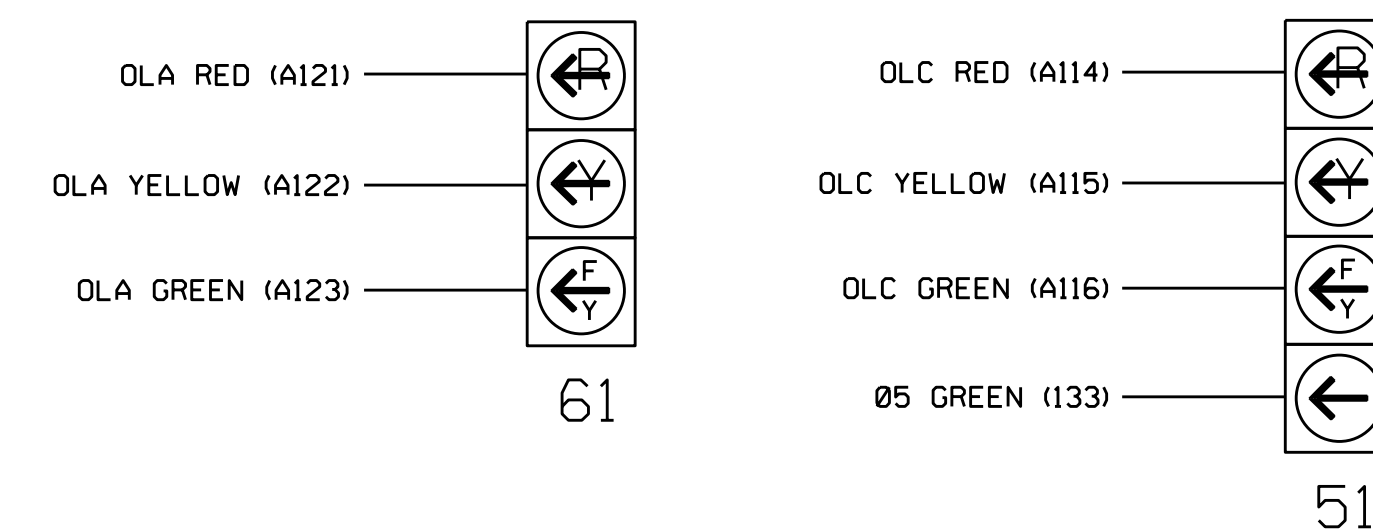 OLA RED (A121)
R
OLA YELLOW (A122)
Y
OLA GREEN (A123)
F
Y
61
OLC RED (A114)
R
OLC YELLOW (A115)
Y
OLC GREEN (A116)
F
Y
Ø5 GREEN (133)
51